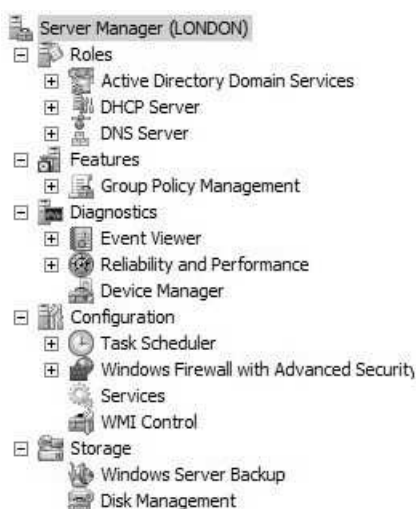 Server Manager (LONDON)
Roles
Active Directory Domain Services
DHCP Server
DNS Server
Features
Group Policy Management
Diagnostics
Event Viewer
Reliability and Performance
Device Manager
Configuration
Task Scheduler
Windows Firewall with Advanced Security
Services
WMI Control
Storage
Windows Server Backup
Disk Management